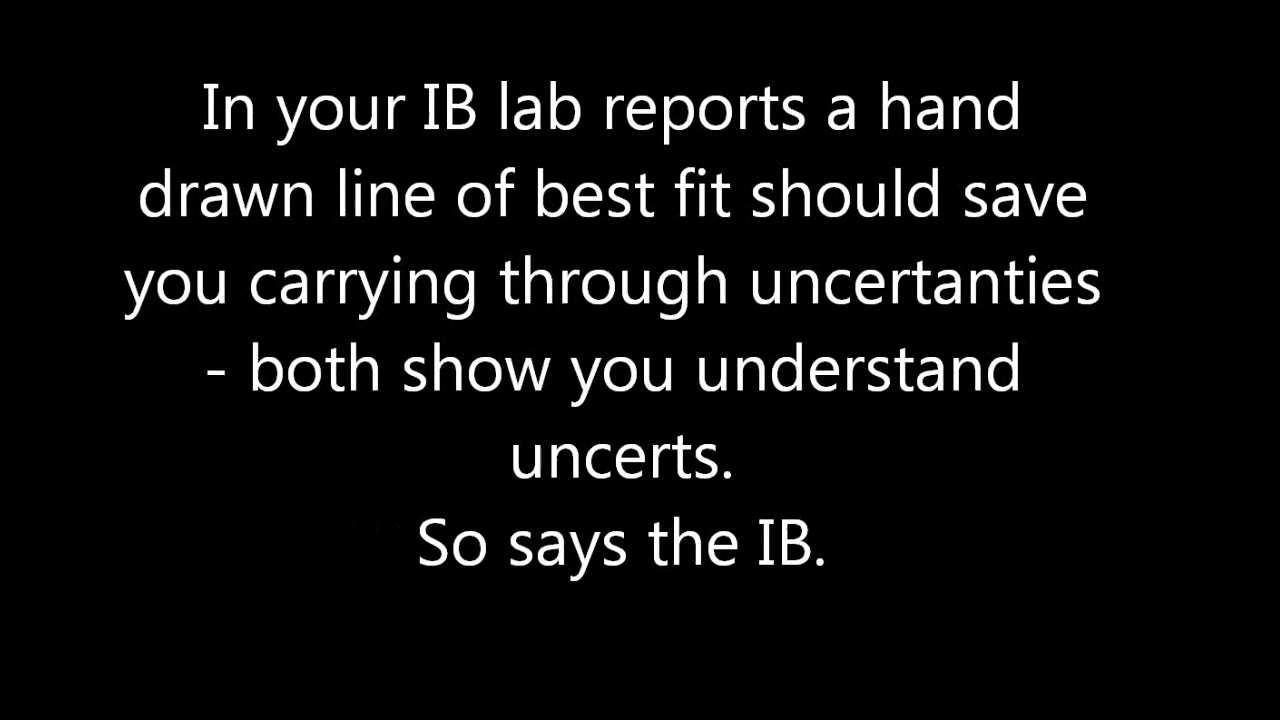 In your IB lab reports a hand
drawn line of best fit should save
you carrying through uncertanties
- both show you understand
uncerts.
So says the IB.